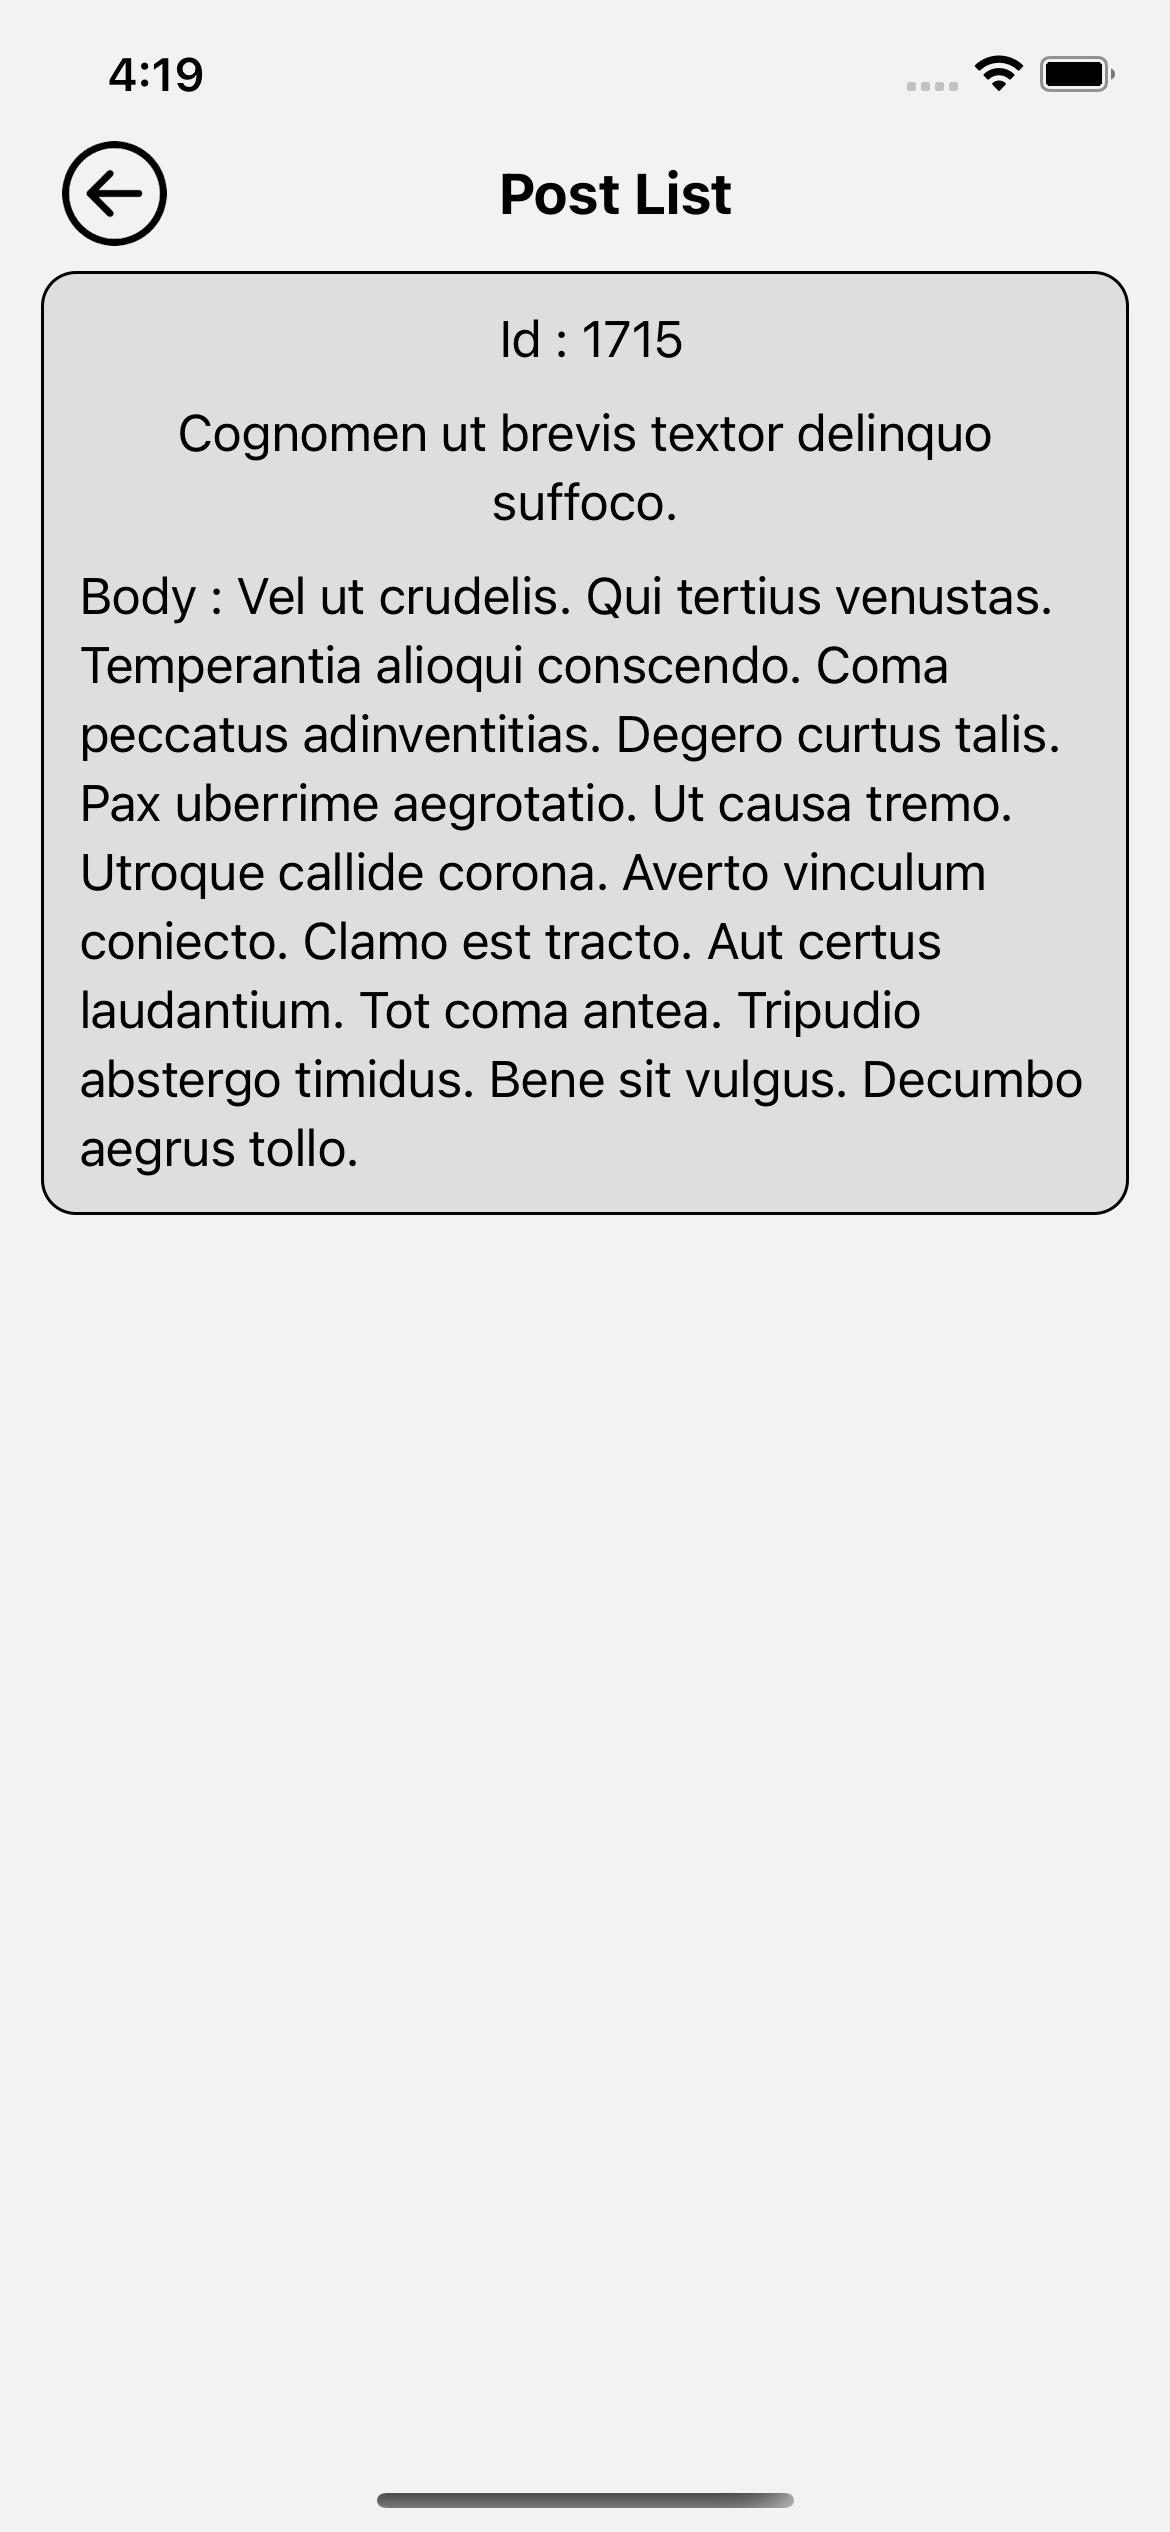 4:19
Post List
Id : 1715
Cognomen ut brevis textor delinquo
suffoco.
Body : Vel ut crudelis. Qui tertius venustas.
Temperantia alioqui conscendo. Coma
peccatus adinventitias. Degero curtus talis.
Pax uberrime aegrotatio. Ut causa tremo.
Utroque callide corona. Averto vinculum
coniecto. Clamo est tracto. Aut certus
laudantium. Tot coma antea. Tripudio
abstergo timidus. Bene sit vulgus. Decumbo
aegrus tollo.